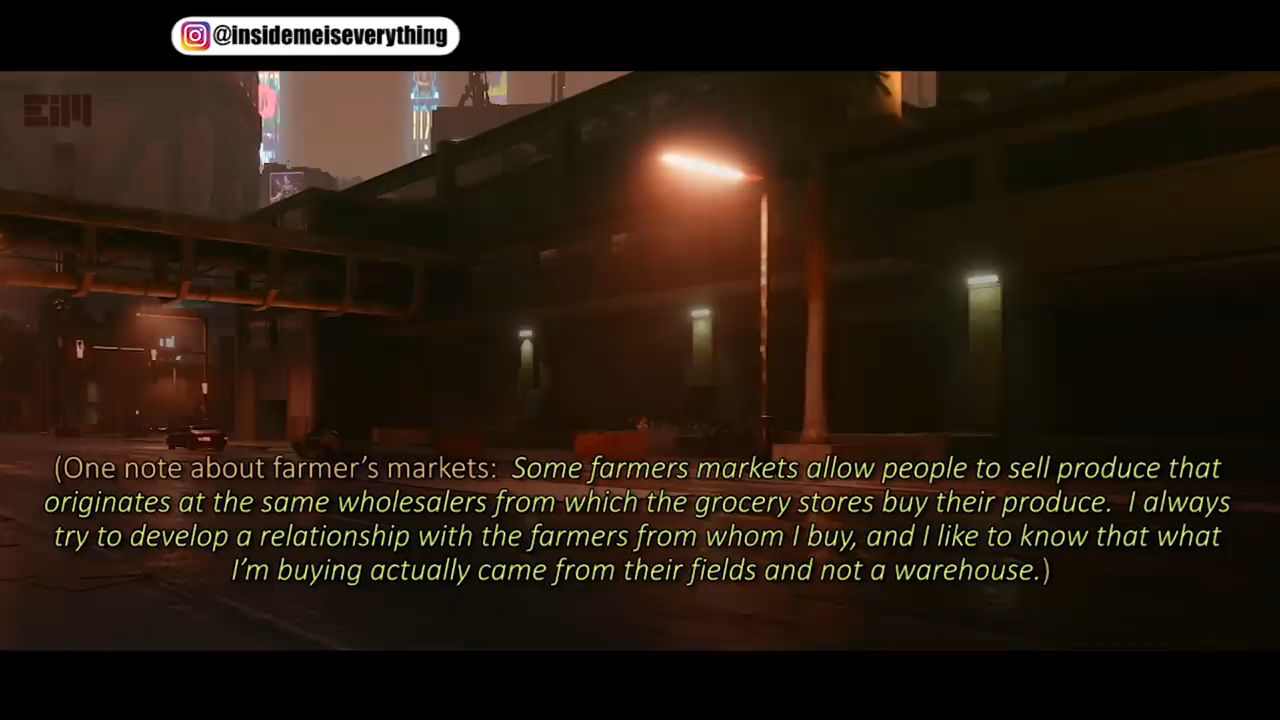 @insidemeiseverything
EiM
(One note about farmer’s markets:  Some farmers markets allow people to sell produce that
originates at the same wholesalers from which the grocery stores buy their produce.  I always
try to develop a relationship with the farmers from whom I buy, and I like to know that what
I’m buying actually came from their fields and not a warehouse.)